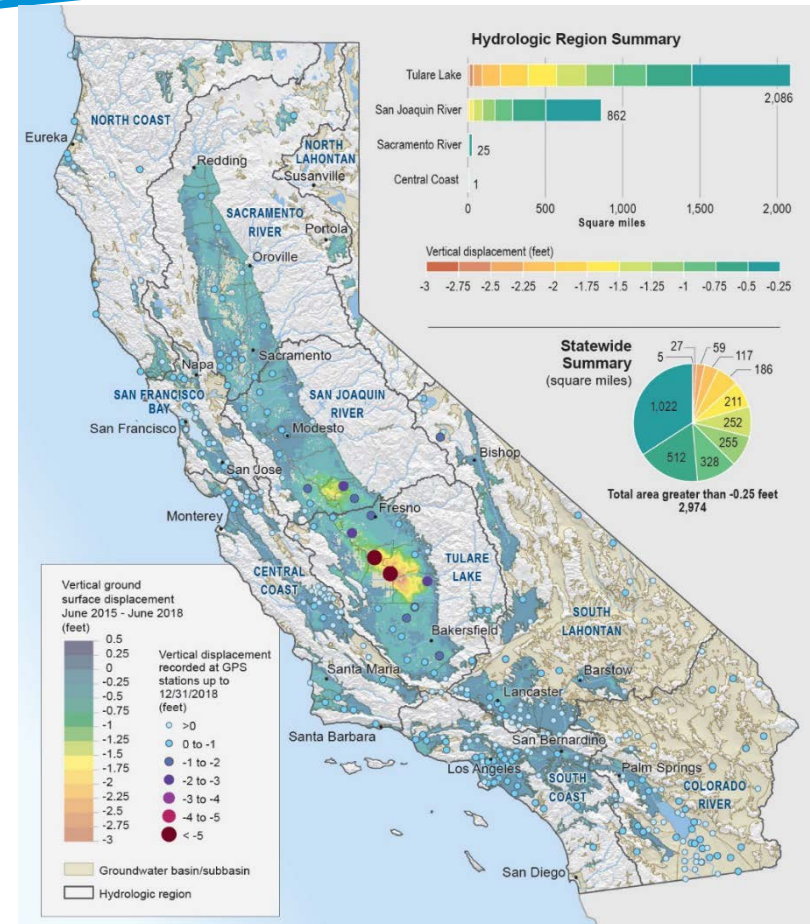 Hydrologic Region Summary
Tulare Lake
2,086
San Joaquin River
862
Sacramento River
25
Central Coast
1
0
500
1,000
1,500
2,000
Square miles
Vertical displacement (feet)
-3
-2.75
-2.5
-2.25
-2
-1.75
-1.5
-1.25
-1
-0.75
-0.5
-0.25
Statewide
Summary
(square miles)
5
27
59
117
186
211
252
255
328
512
1,022
Total area greater than -0.25 feet
2,974
NORTH COAST
Eureka
Redding
NORTH
LAHONTAN
Susanville
SACRAMENTO
RIVER
Portola
Oroville
Sacramento
Napa
SAN FRANCISCO
BAY
SAN JOAQUIN
RIVER
San Francisco
Modesto
San Jose
Bishop
Monterey
Fresno
CENTRAL
COAST
TULARE
LAKE
SOUTH
LAHONTAN
Bakersfield
Santa Maria
Barstow
Lancaster
Santa Barbara
San Bernardino
Los Angeles
Palm Springs
SOUTH
COAST
COLORADO
RIVER
San Diego
Vertical ground
surface displacement
June 2015 - June 2018
(feet)
0.5
0.25
0
-0.25
-0.5
-0.75
-1
-1.25
-1.5
-1.75
-2
-2.25
-2.5
-2.75
-3
Vertical displacement
recorded at GPS
stations up to
12/31/2018
(feet)
>0
0 to -1
-1 to -2
-2 to -3
-3 to -4
-4 to -5
< -5
Groundwater basin/subbasin
Hydrologic region